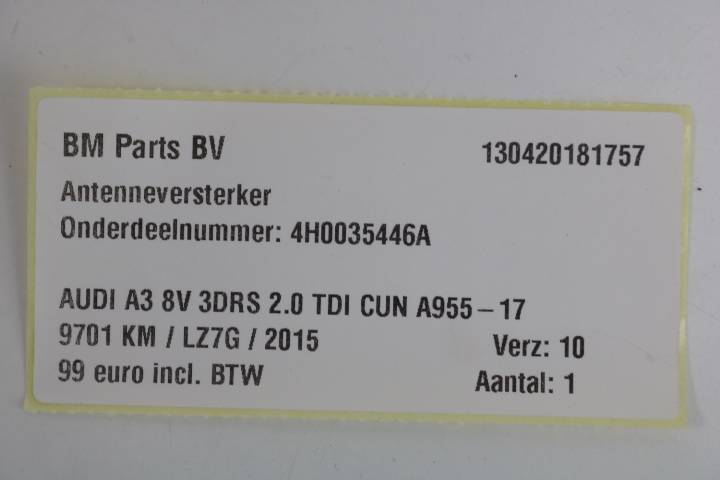 BM Parts BV 130420181757
Antenneversterker
Onderdeelnummer: 4H0035446A
AUDI A3 8V 3DRS 2.0 TDI CUN A955-17
9701 KM / LZ7G / 2015 Verz: 10
99 euro incl. BTW Aantal: 1